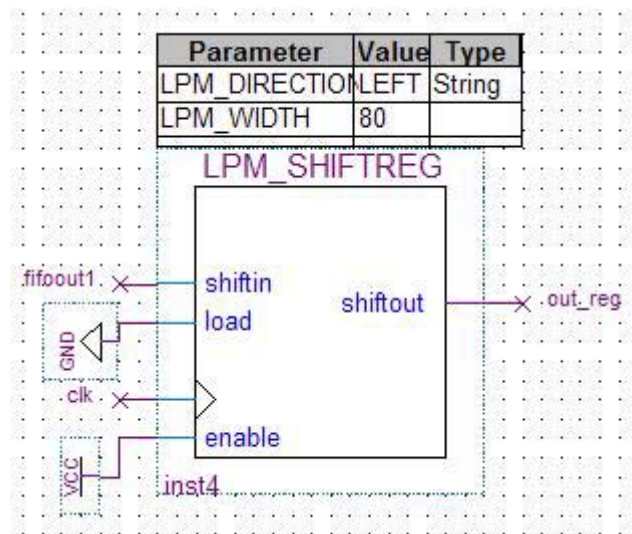 Parameter Value Type
LPM_DIRECTION LEFT String
LPM_WIDTH 80
LPM_SHIFTREG
fifoout1 shiftin
shiftout out_reg
load
GND
clk
enable
VCC
inst4